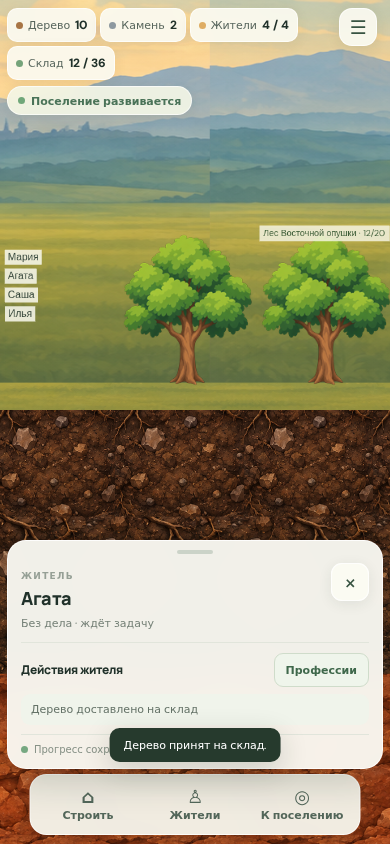 Дерево 10
Камень 2
Жители 4 / 4
Склад 12 / 36
Поселение развивается
Лес Восточной опушки · 12/20
Мария
Агата
Саша
Илья
ЖИТЕЛЬ
Агата
Без дела · ждёт задачу
Действия жителя
Профессии
Дерево доставлено на склад
Прогресс сохр
Дерево принят на склад.
Строить
Жители
К поселению